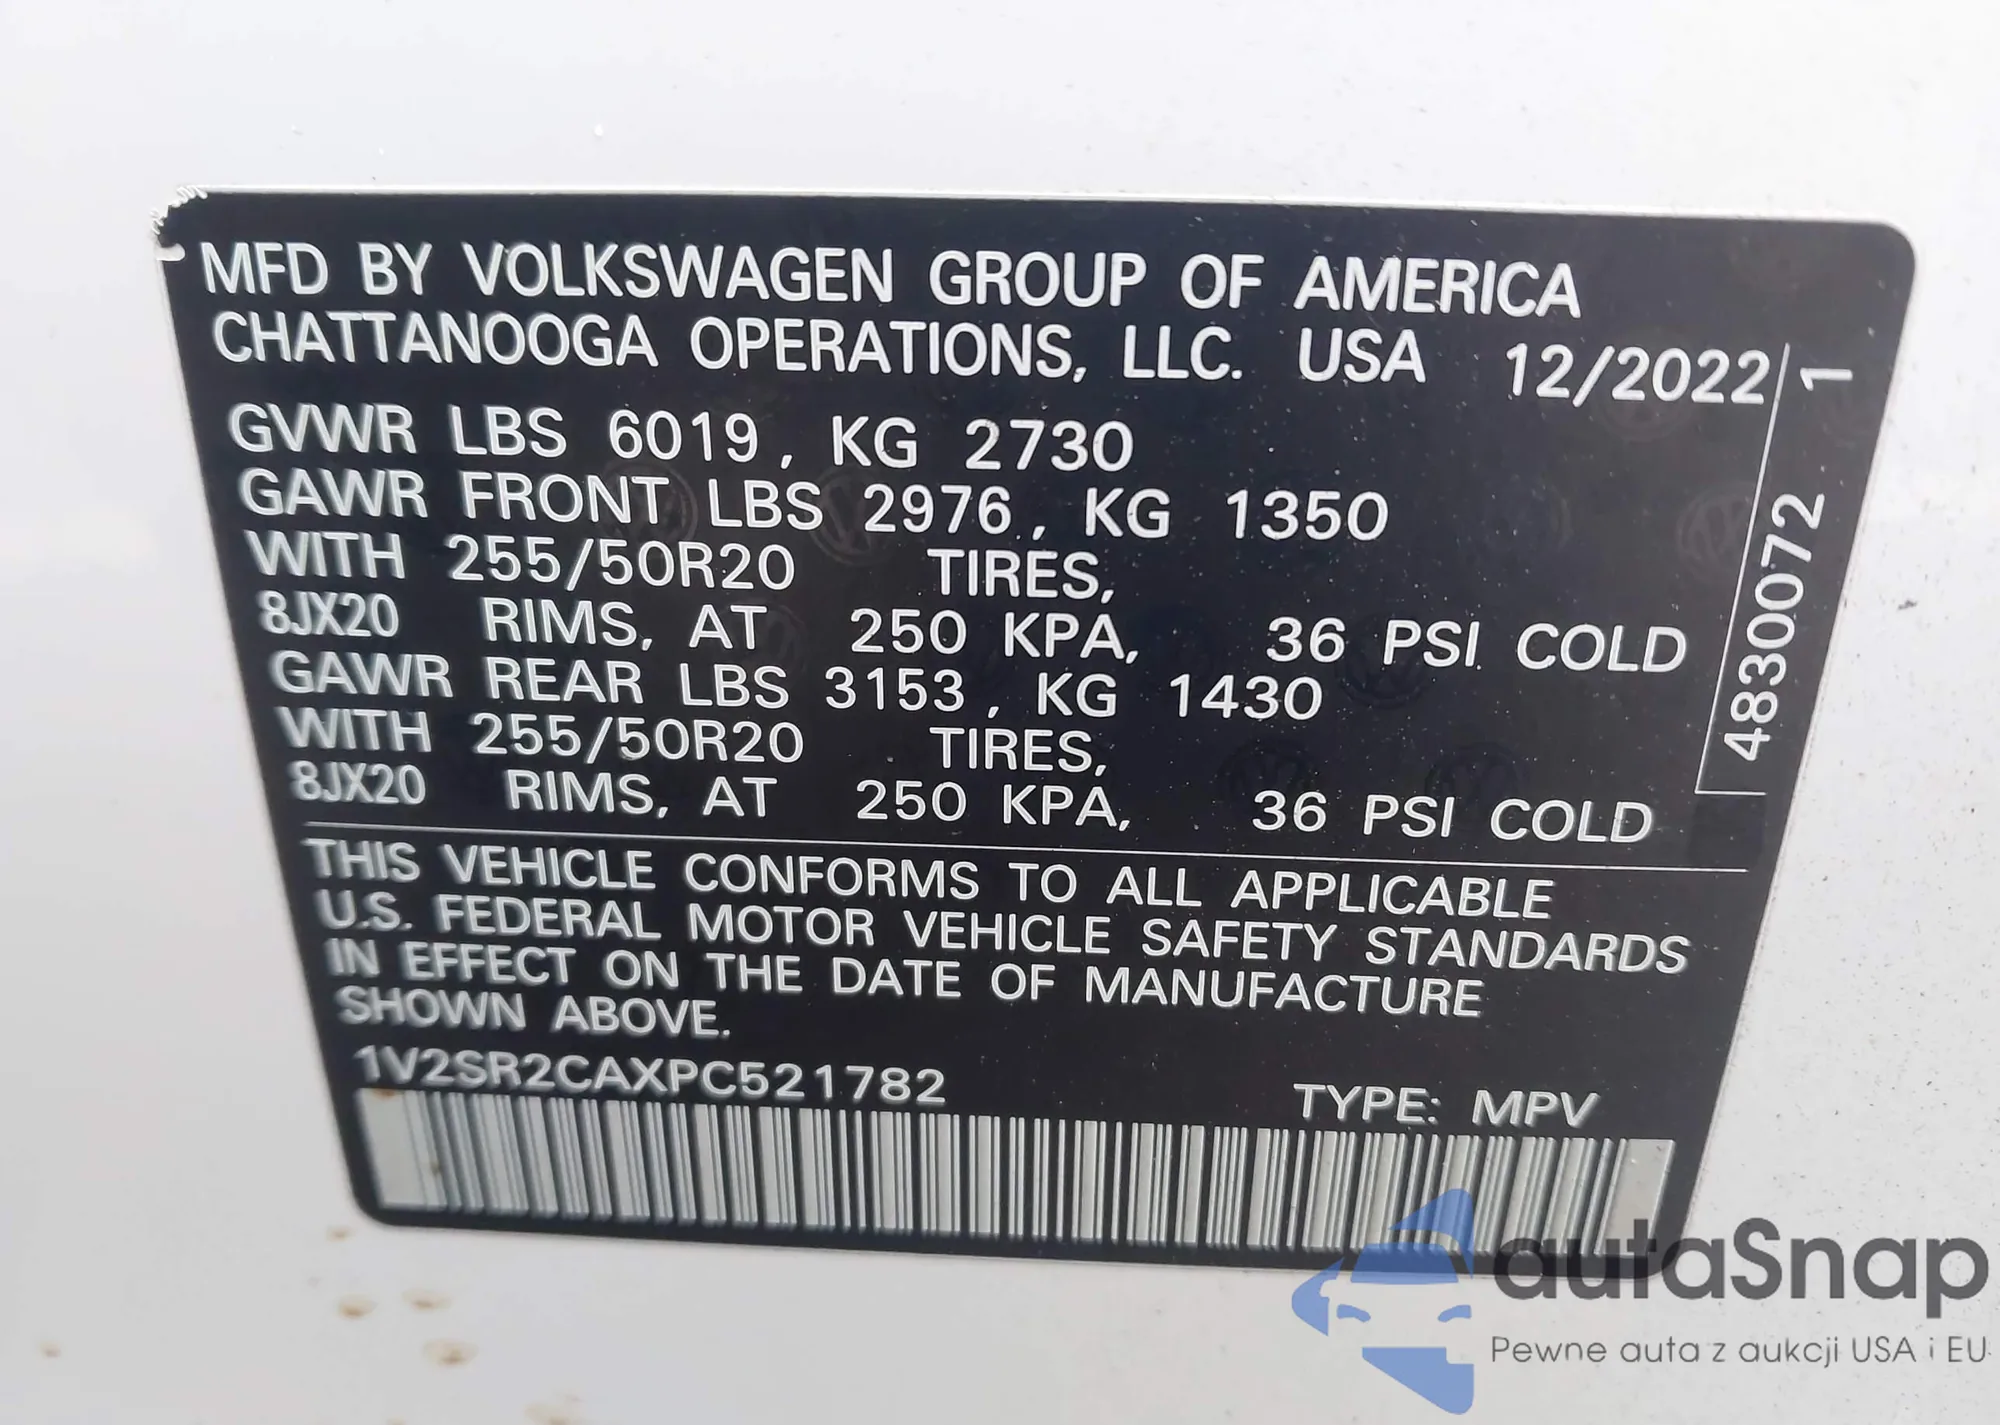 MFD BY VOLKSWAGEN GROUP OF AMERICA
CHATTANOOGA OPERATIONS, LLC. USA 12/2022
GVWR LBS 6019, KG 2730
GAWR FRONT LBS 2976, KG 1350
WITH 255/50R20 TIRES,
8JX20 RIMS, AT 250 KPA, 36 PSI COLD
GAWR REAR LBS 3153, KG 1430
WITH 255/50R20 TIRES,
8JX20 RIMS, AT 250 KPA, 36 PSI COLD
4830072 1
THIS VEHICLE CONFORMS TO ALL APPLICABLE
U.S. FEDERAL MOTOR VEHICLE SAFETY STANDARDS
IN EFFECT ON THE DATE OF MANUFACTURE
SHOWN ABOVE.
1V2SR2CAXPC521782 TYPE: MPV
autaSnap
Pewne auta z aukcji USA i EU